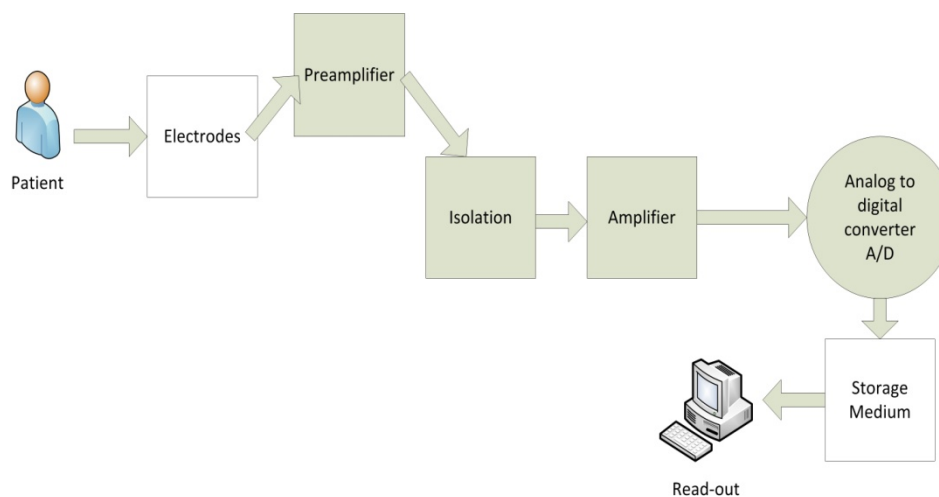 Patient
Electrodes
Preamplifier
Isolation
Amplifier
Analog to
digital
converter
A/D
Storage
Medium
Read-out